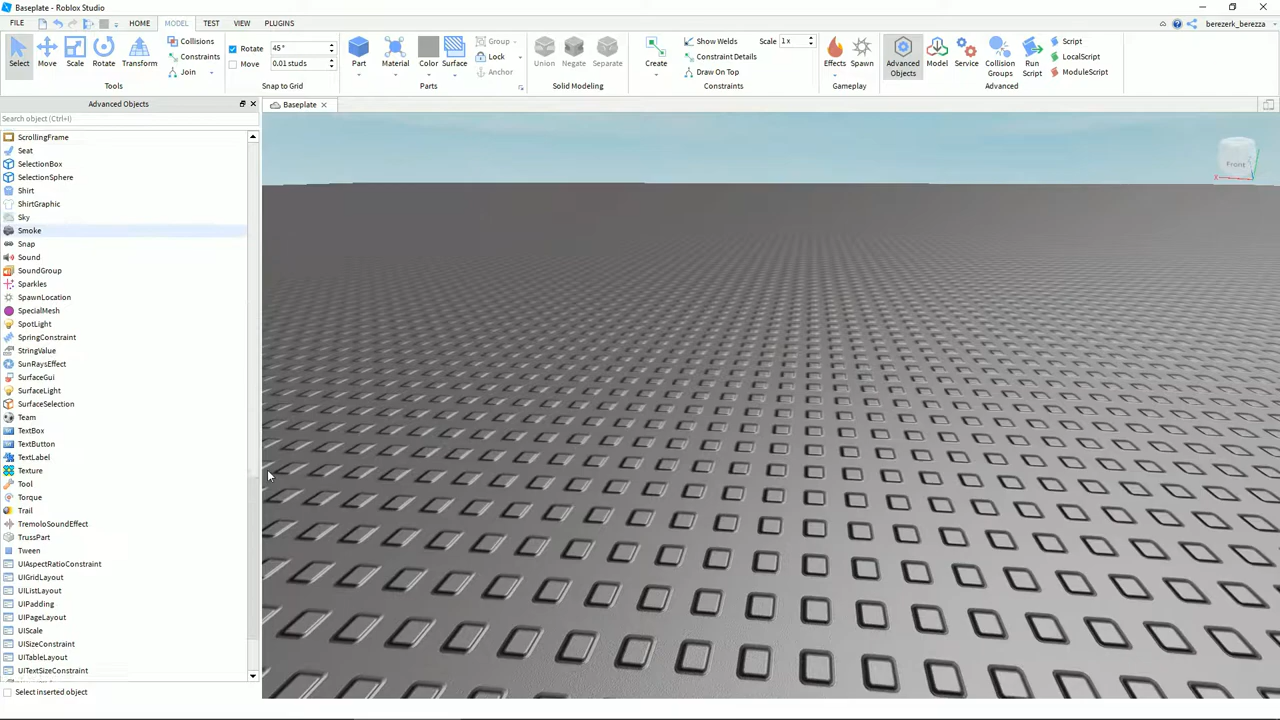 Baseplate - Roblox Studio
FILE HOME MODEL TEST VIEW PLUGINS berezerk_berezza
Select Move Scale Rotate Transform
Collisions
Constraints
Join
Tools
Rotate 45°
Move 0.01 studs
Snap to Grid
Part Material Color Surface
Group
Lock
Anchor
Parts
Union Negate Separate
Solid Modeling
Create
Show Welds Scale 1 x
Constraint Details
Draw On Top
Constraints
Effects Spawn
Gameplay
Advanced Objects Model Service Collision Groups Run Script
Script
LocalScript
ModuleScript
Advanced
Advanced Objects
Baseplate
Search object (Ctrl+I)
ScrollingFrame
Seat
SelectionBox
SelectionSphere
Shirt
ShirtGraphic
Sky
Smoke
Snap
Sound
SoundGroup
Sparkles
SpawnLocation
SpecialMesh
SpotLight
SpringConstraint
StringValue
SunRaysEffect
SurfaceGui
SurfaceLight
SurfaceSelection
Team
TextBox
TextButton
TextLabel
Texture
Tool
Torque
Trail
TremoloSoundEffect
TrussPart
Tween
UIAspectRatioConstraint
UIGridLayout
UIListLayout
UIPadding
UIPageLayout
UIScale
UISizeConstraint
UITableLayout
UITextSizeConstraint
Select inserted object
Front
X